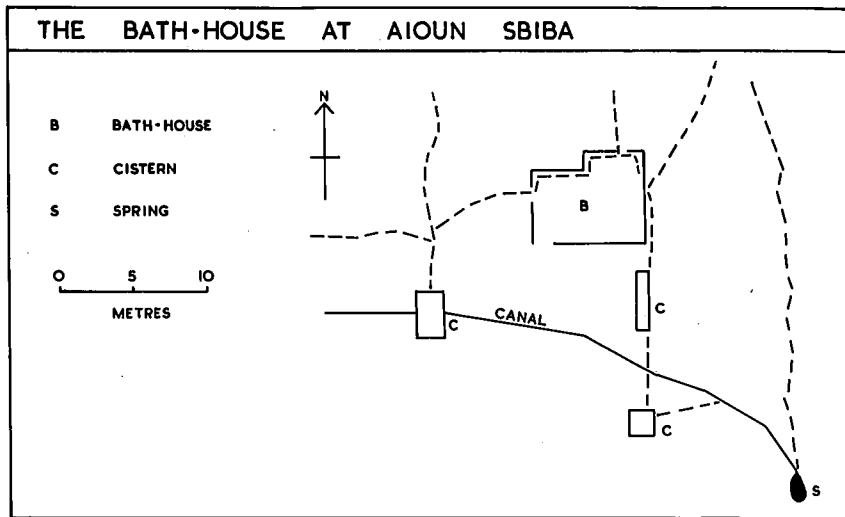 THE BATH-HOUSE AT AIOUN SBIBA
B BATH-HOUSE
C CISTERN
S SPRING
0 5 10
METRES
N
B
C
CANAL
C
C
S